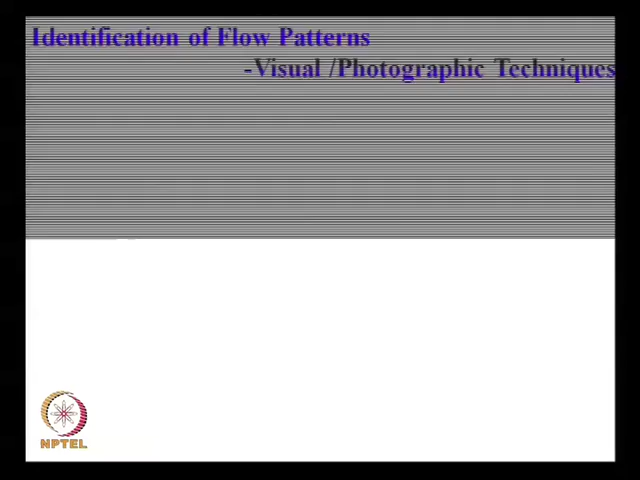 Identification of Flow Patterns
-Visual /Photographic Techniques
NPTEL